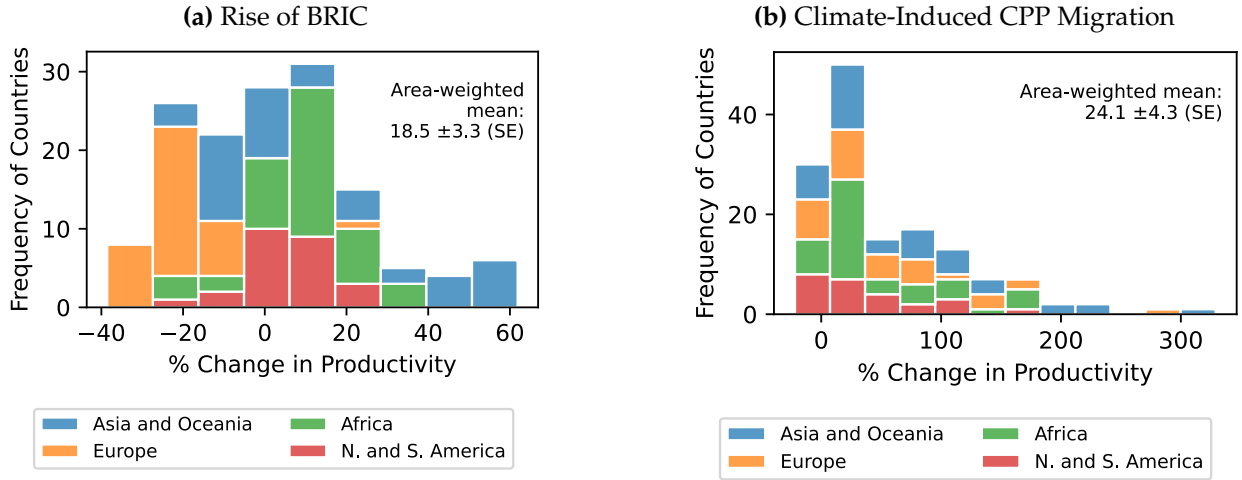 (a) Rise of BRIC
Frequency of Countries
30
20
10
0
Area-weighted
mean:
18.5 ±3.3 (SE)
−40
−20
0
20
40
60
% Change in Productivity
Asia and Oceania
Europe
Africa
N. and S. America
(b) Climate-Induced CPP Migration
Frequency of Countries
40
20
0
Area-weighted mean:
24.1 ±4.3 (SE)
0
100
200
300
% Change in Productivity
Asia and Oceania
Europe
Africa
N. and S. America